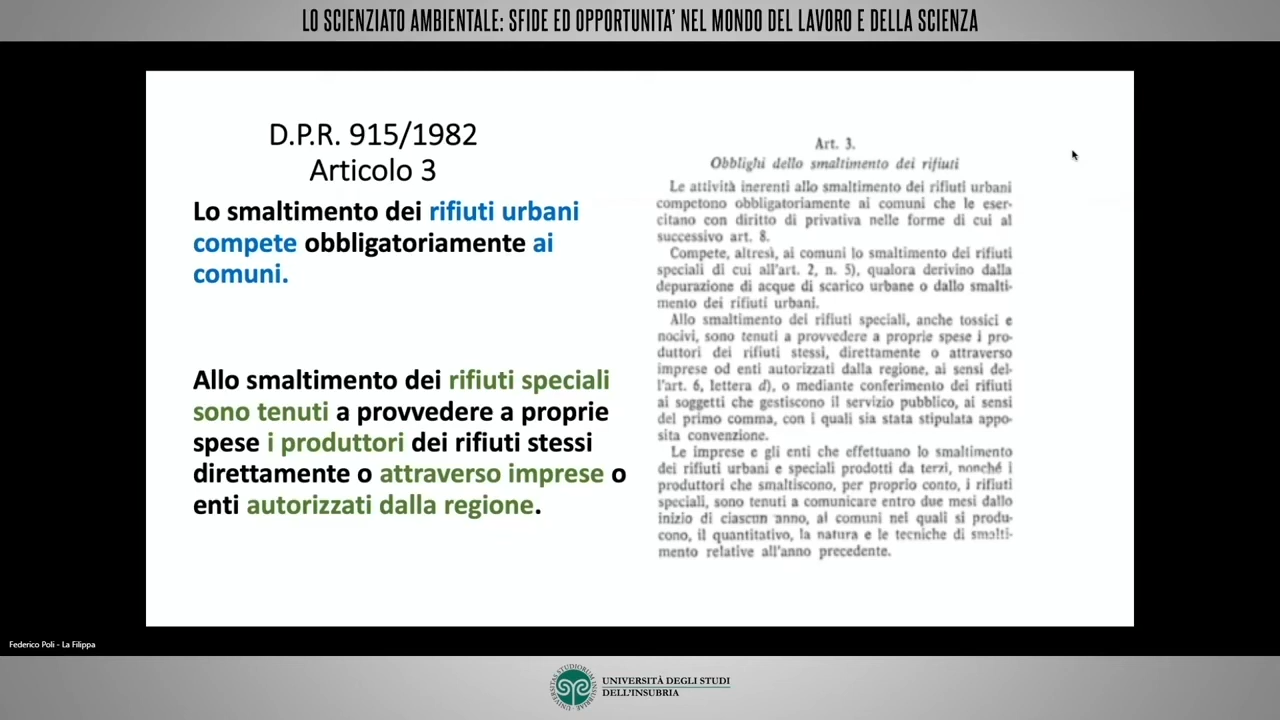 LO SCIENZIATO AMBIENTALE: SFIDE ED OPPORTUNITA' NEL MONDO DEL LAVORO E DELLA SCIENZA
D.P.R. 915/1982
Articolo 3
Lo smaltimento dei rifiuti urbani
compete obbligatoriamente ai
comuni.
Allo smaltimento dei rifiuti speciali
sono tenuti a provvedere a proprie
spese i produttori dei rifiuti stessi
direttamente o attraverso imprese o
enti autorizzati dalla regione.
Art. 3.
Obblighi dello smaltimento dei rifiuti
Le attività inerenti allo smaltimento dei rifiuti urbani
competono obbligatoriamente ai comuni che le eser-
citano con diritto di privativa nelle forme di cui al
successivo art. 8.
Compete, altresì, ai comuni lo smaltimento dei rifiuti
speciali di cui all'art. 2, n. 5), qualora derivino dalla
depurazione di acque di scarico urbane o dallo smalti-
mento dei rifiuti urbani.
Allo smaltimento dei rifiuti speciali, anche tossici e
nocivi, sono tenuti a provvedere a proprie spese i pro-
duttori dei rifiuti stessi, direttamente o attraverso
imprese od enti autorizzati dalla regione, ai sensi del-
l'art. 6, lettera d), o mediante conferimento dei rifiuti
ai soggetti che gestiscono il servizio pubblico, ai sensi
del primo comma, con i quali sia stata stipulata appo-
sita convenzione.
Le imprese e gli enti che effettuano lo smaltimento
dei rifiuti urbani e speciali prodotti da terzi, nonché i
produttori che smaltiscono, per proprio conto, i rifiuti
speciali, sono tenuti a comunicare entro due mesi dallo
inizio di ciascun anno, ai comuni nei quali si produ-
cono, il quantitativo, la natura e le tecniche di smalti-
mento relative all'anno precedente.
Federico Poli - La Filippa
UNIVERSITÀ DEGLI STUDI
DELL'INSUBRIA